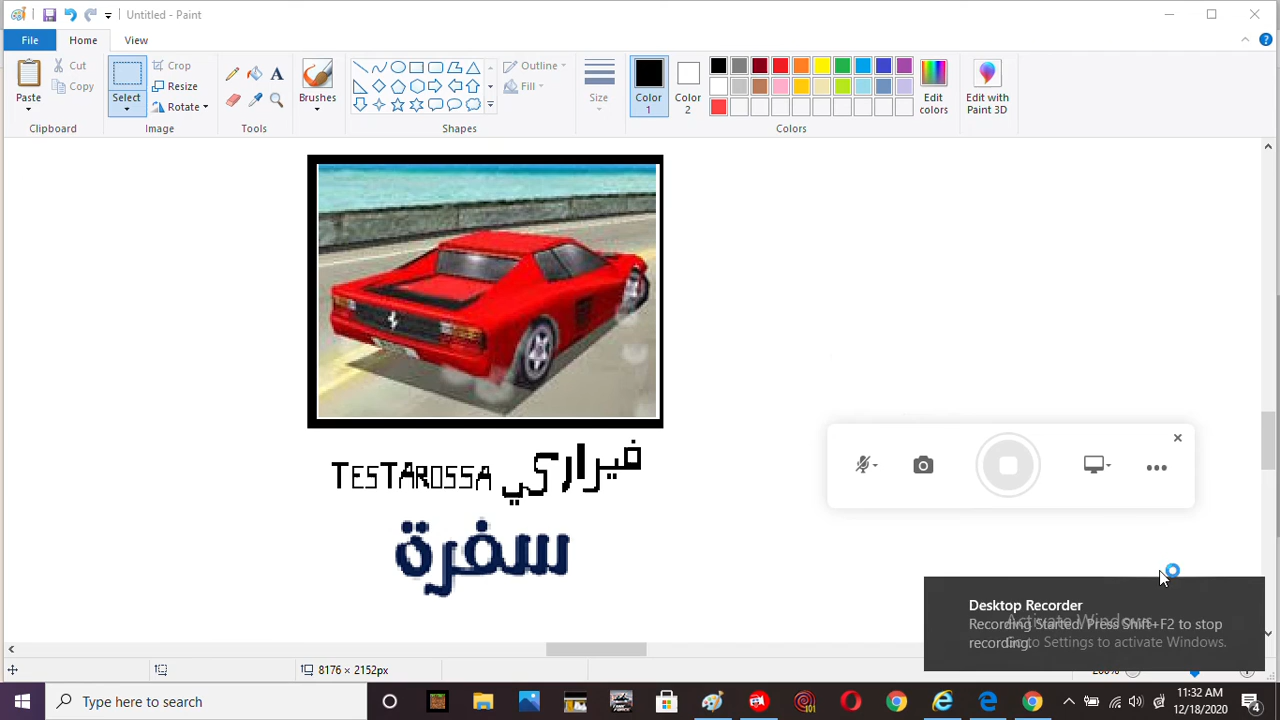 Untitled - Paint
File Home View
Paste
Cut
Copy
Clipboard
Select
Crop
Resize
Rotate
Image
Tools
Brushes
Outline
Fill
Shapes
Size
Color 1
Color 2
Edit colors
Colors
Edit with Paint 3D
TESTAROSSA فيراري
سفرة
Desktop Recorder
Recording Started. Press Shift+F2 to stop
recording.
Activate Windows
Go to Settings to activate Windows.
8176 × 2152px
200%
Type here to search
101
11:32 AM
12/18/2020
4